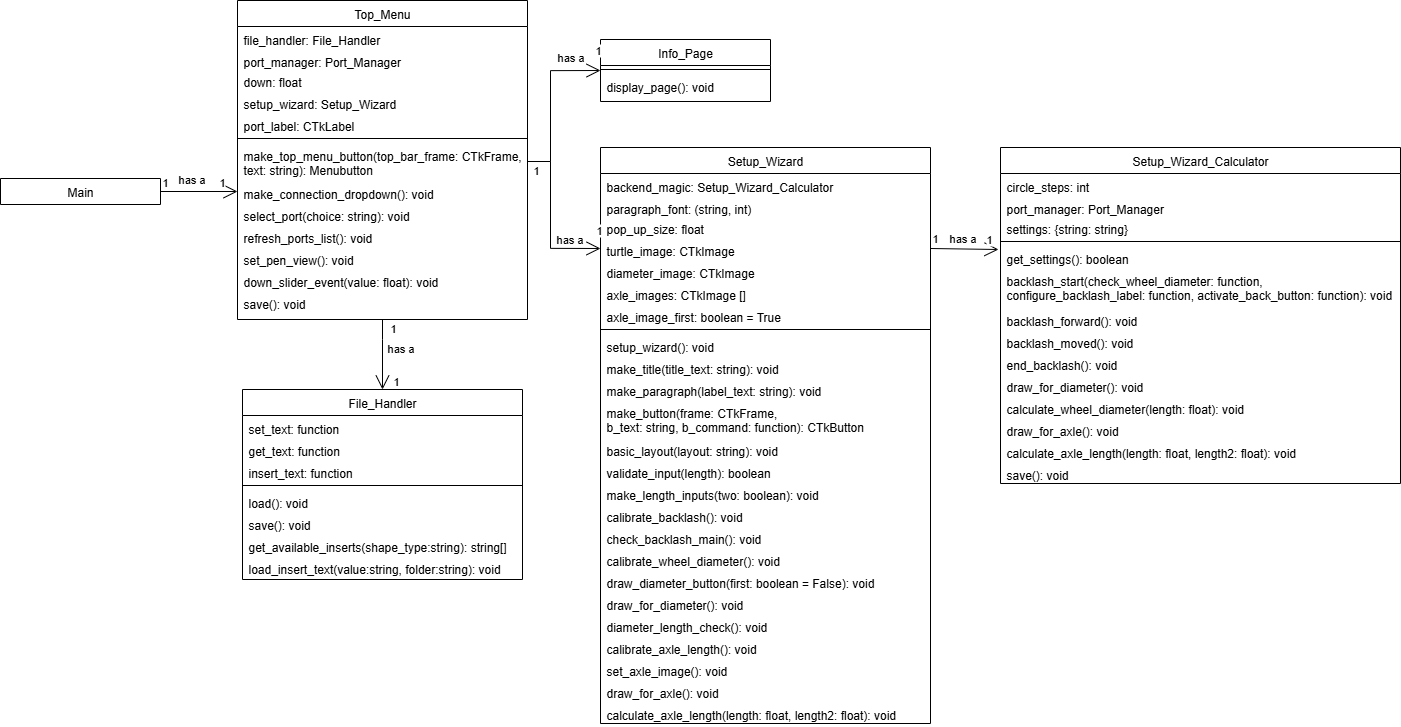 Main
1
has a
1
Top_Menu
file_handler: File_Handler
port_manager: Port_Manager
down: float
setup_wizard: Setup_Wizard
port_label: CTkLabel
make_top_menu_button(top_bar_frame: CTkFrame,
text: string): Menubutton
make_connection_dropdown(): void
select_port(choice: string): void
refresh_ports_list(): void
set_pen_view(): void
down_slider_event(value: float): void
save(): void
1
has a
1
File_Handler
set_text: function
get_text: function
insert_text: function
load(): void
save(): void
get_available_inserts(shape_type:string): string[]
load_insert_text(value:string, folder:string): void
1
has a
1
Info_Page
display_page(): void
has a
1
Setup_Wizard
backend_magic: Setup_Wizard_Calculator
paragraph_font: (string, int)
pop_up_size: float
turtle_image: CTkImage
diameter_image: CTkImage
axle_images: CTkImage []
axle_image_first: boolean = True
setup_wizard(): void
make_title(title_text: string): void
make_paragraph(label_text: string): void
make_button(frame: CTkFrame,
b_text: string, b_command: function): CTkButton
basic_layout(layout: string): void
validate_input(length): boolean
make_length_inputs(two: boolean): void
calibrate_backlash(): void
check_backlash_main(): void
calibrate_wheel_diameter(): void
draw_diameter_button(first: boolean = False): void
draw_for_diameter(): void
diameter_length_check(): void
calibrate_axle_length(): void
set_axle_image(): void
draw_for_axle(): void
calculate_axle_length(length: float, length2: float): void
1
has a
.1
Setup_Wizard_Calculator
circle_steps: int
port_manager: Port_Manager
settings: {string: string}
get_settings(): boolean
backlash_start(check_wheel_diameter: function,
configure_backlash_label: function, activate_back_button: function): void
backlash_forward(): void
backlash_moved(): void
end_backlash(): void
draw_for_diameter(): void
calculate_wheel_diameter(length: float): void
draw_for_axle(): void
calculate_axle_length(length: float, length2: float): void
save(): void